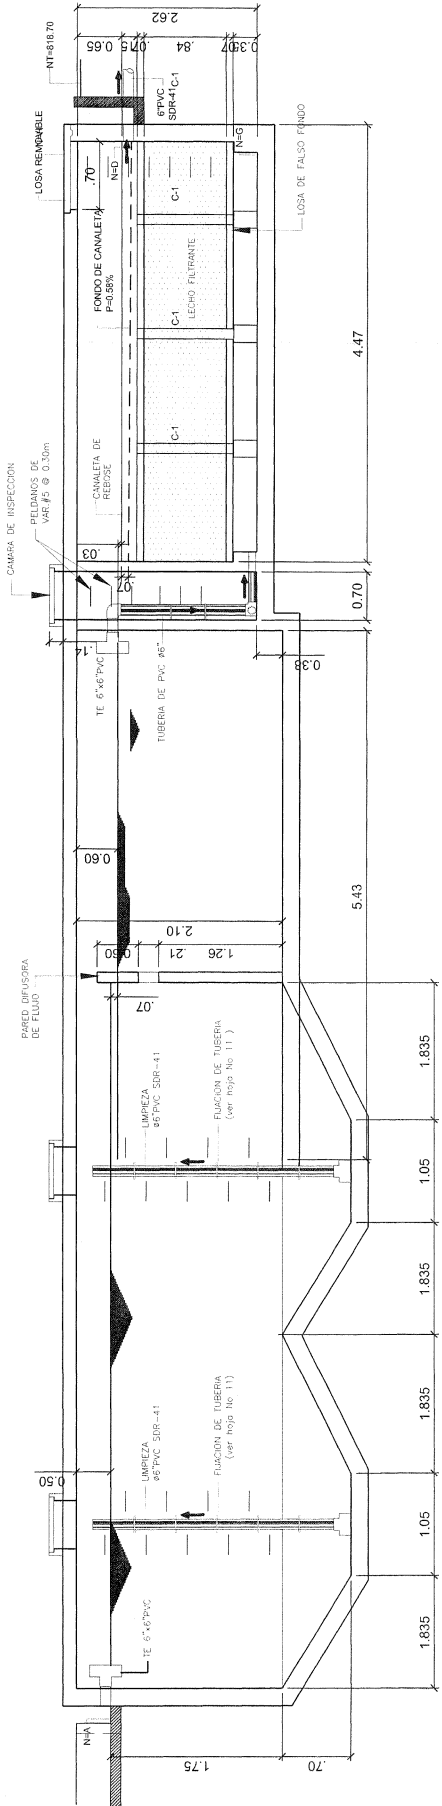 2.62
0.65
.075
.84
.07
0.35
NT=818.70
6"PVC
SDR-41
C-1
LOSA REMOVIBLE
.70
N=D
N=G
FONDO DE CANALETA
P=0.58%
C-1
C-1
C-1
LECHO FILTRANTE
LOSA DE FALSO FONDO
4.47
CANALETA DE
REBOSE
.03
CAMARA DE INSPECCION
PELDANOS DE
VAR.#5 @ 0.30m
.07
0.70
.14
TE 6"x6"PVC
TUBERIA DE PVC ø6"
0.38
0.60
2.10
5.43
0.60
.21
1.26
PARED DIFUSORA
DE FLUJO
.07
LIMPIEZA
ø6"PVC SDR-41
FIJACION DE TUBERIA
(ver hoja No 11 )
1.835
1.05
1.835
0.50
LIMPIEZA
ø6"PVC SDR-41
FIJACION DE TUBERIA
(ver hoja No 11)
1.835
1.05
1.835
TE 6"x6"PVC
N=A
1.75
.70